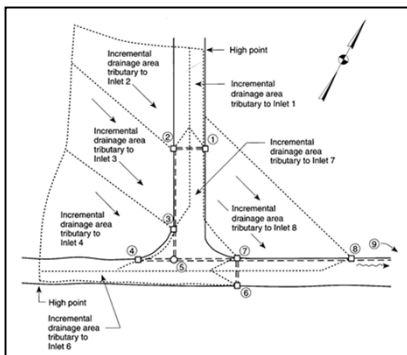 High point
Incremental
drainage area
tributary to
Inlet 2
Incremental
drainage area
tributary to Inlet 1
②
①
Incremental
drainage area
tributary to
Inlet 3
Incremental
drainage area
tributary to
Inlet 7
Incremental
drainage area
tributary to
Inlet 8
Incremental
drainage area
tributary to
Inlet 4
③
④
⑤
⑦
⑧
⑨
⑥
High point
Incremental
drainage area
tributary to
Inlet 6